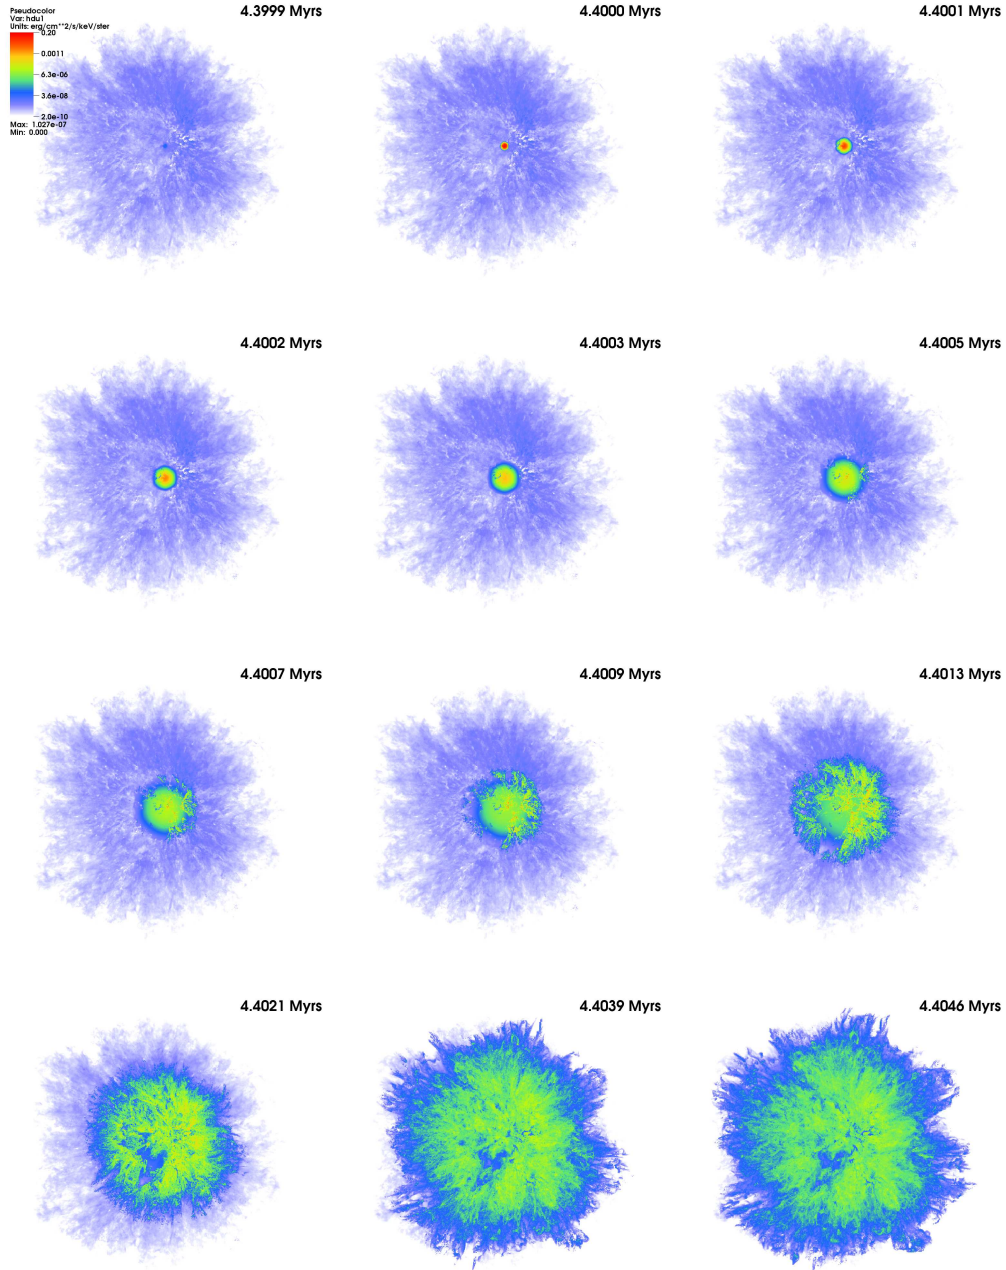 Pseudocolor
Var: hdu1
Units: erg/cm**2/s/keV/ster
0.20
0.0011
6.3e-06
3.6e-08
2.0e-10
Max: 1.027e-07
Min: 0.000
4.3999 Myrs
4.4000 Myrs
4.4001 Myrs
4.4002 Myrs
4.4003 Myrs
4.4005 Myrs
4.4007 Myrs
4.4009 Myrs
4.4013 Myrs
4.4021 Myrs
4.4039 Myrs
4.4046 Myrs